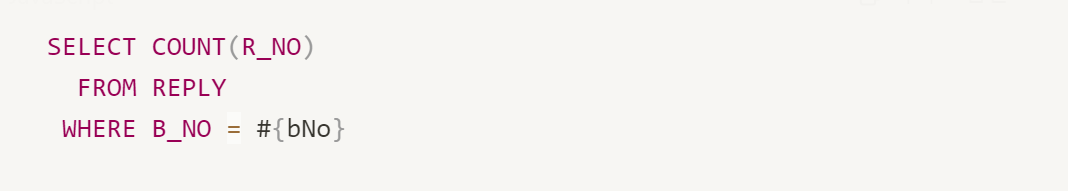 SELECT COUNT(R_NO)
FROM REPLY
WHERE B_NO = #{bNo}